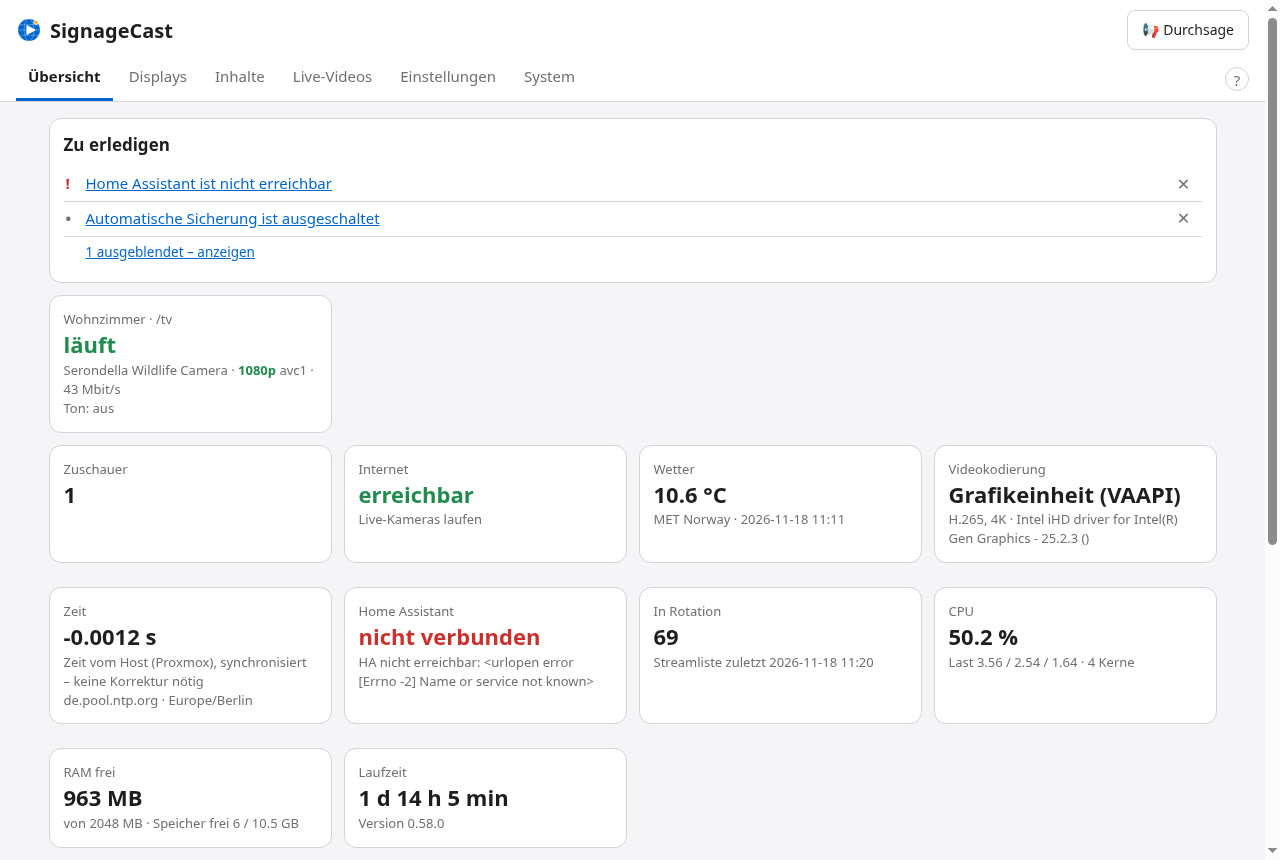 SignageCast
Durchsage
Übersicht Displays Inhalte Live-Videos Einstellungen System ?
Zu erledigen
! Home Assistant ist nicht erreichbar ✕
• Automatische Sicherung ist ausgeschaltet ✕
1 ausgeblendet – anzeigen
Wohnzimmer · /tv
läuft
Serondella Wildlife Camera · 1080p avc1 ·
43 Mbit/s
Ton: aus
Zuschauer
1
Internet
erreichbar
Live-Kameras laufen
Wetter
10.6 °C
MET Norway · 2026-11-18 11:11
Videokodierung
Grafikeinheit (VAAPI)
H.265, 4K · Intel iHD driver for Intel(R)
Gen Graphics - 25.2.3 ()
Zeit
-0.0012 s
Zeit vom Host (Proxmox), synchronisiert
– keine Korrektur nötig
de.pool.ntp.org · Europe/Berlin
Home Assistant
nicht verbunden
HA nicht erreichbar: <urlopen error
[Errno -2] Name or service not known>
In Rotation
69
Streamliste zuletzt 2026-11-18 11:20
CPU
50.2 %
Last 3.56 / 2.54 / 1.64 · 4 Kerne
RAM frei
963 MB
von 2048 MB · Speicher frei 6 / 10.5 GB
Laufzeit
1 d 14 h 5 min
Version 0.58.0